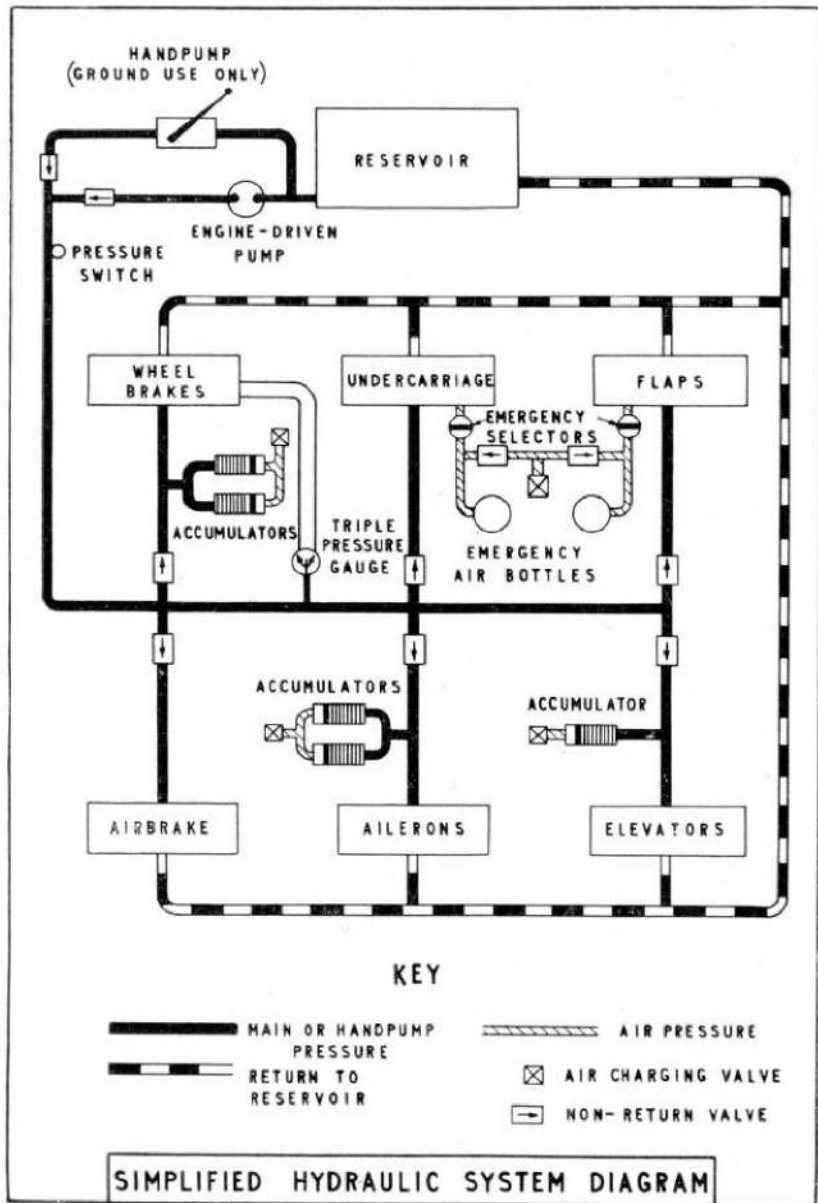 HANDPUMP
(GROUND USE ONLY)
RESERVOIR
ENGINE-DRIVEN
PUMP
PRESSURE
SWITCH
WHEEL
BRAKES
UNDERCARRIAGE
FLAPS
EMERGENCY
SELECTORS
ACCUMULATORS
TRIPLE
PRESSURE
GAUGE
EMERGENCY
AIR BOTTLES
ACCUMULATORS
ACCUMULATOR
AIRBRAKE
AILERONS
ELEVATORS
KEY
MAIN OR HANDPUMP
PRESSURE
RETURN TO
RESERVOIR
AIR PRESSURE
AIR CHARGING VALVE
NON-RETURN VALVE
SIMPLIFIED HYDRAULIC SYSTEM DIAGRAM